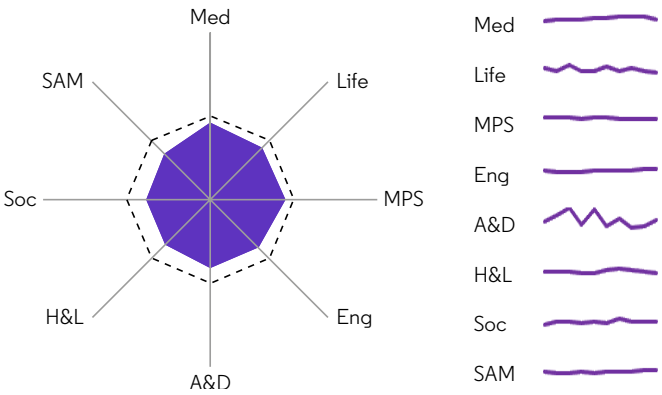 Med
SAM
Life
Soc
MPS
H&L
Eng
A&D
Med
Life
MPS
Eng
A&D
H&L
Soc
SAM